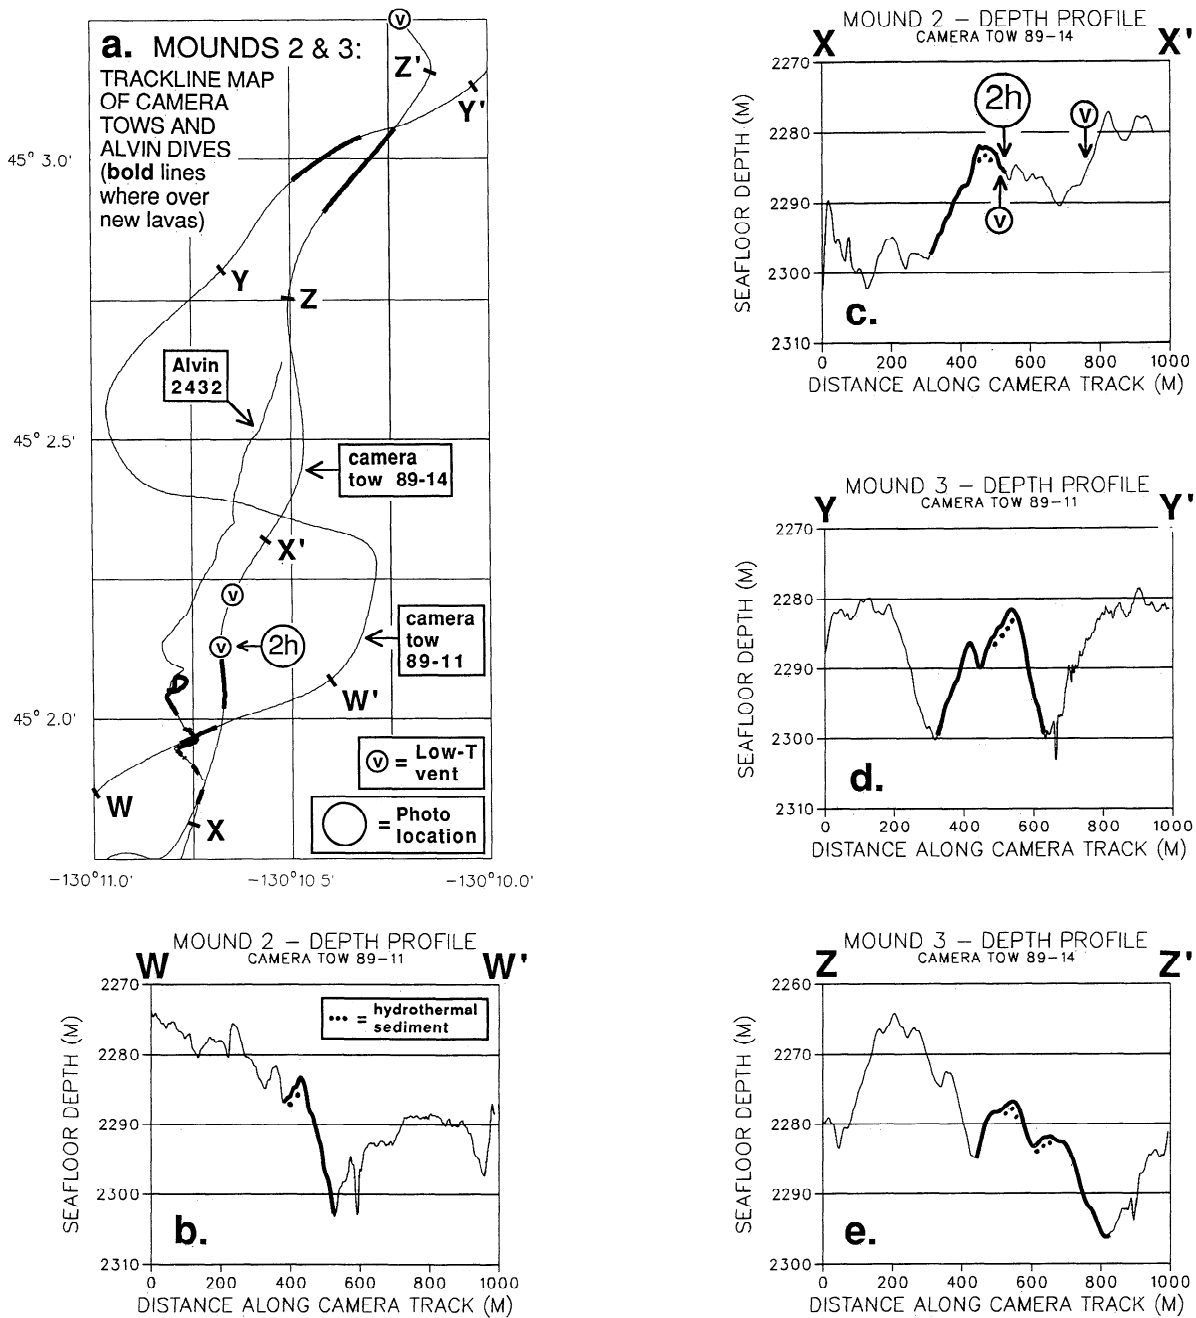 a. MOUNDS 2 & 3:
TRACKLINE MAP
OF CAMERA
TOWS AND
ALVIN DIVES
(bold lines
where over
new lavas)
v
Z'
Y'
45° 3.0'
Y
Z
Alvin
2432
45° 2.5'
camera
tow 89-14
X'
v
v
2h
camera
tow
89-11
W'
45° 2.0'
W
X
v = Low-T
vent
= Photo
location
-130°11.0'
-130°10.5'
-130°10.0'
MOUND 2 - DEPTH PROFILE
CAMERA TOW 89-11
W
W'
2270
2280
2290
2300
2310
SEAFLOOR DEPTH (M)
= hydrothermal
sediment
b.
0 200 400 600 800 1000
DISTANCE ALONG CAMERA TRACK (M)
MOUND 2 - DEPTH PROFILE
CAMERA TOW 89-14
X
X'
2270
2280
2290
2300
2310
SEAFLOOR DEPTH (M)
2h
v
v
c.
0 200 400 600 800 1000
DISTANCE ALONG CAMERA TRACK (M)
MOUND 3 - DEPTH PROFILE
CAMERA TOW 89-11
Y
Y'
2270
2280
2290
2300
2310
SEAFLOOR DEPTH (M)
d.
0 200 400 600 800 1000
DISTANCE ALONG CAMERA TRACK (M)
MOUND 3 - DEPTH PROFILE
CAMERA TOW 89-14
Z
Z'
2260
2270
2280
2290
2300
SEAFLOOR DEPTH (M)
e.
0 200 400 600 800 1000
DISTANCE ALONG CAMERA TRACK (M)